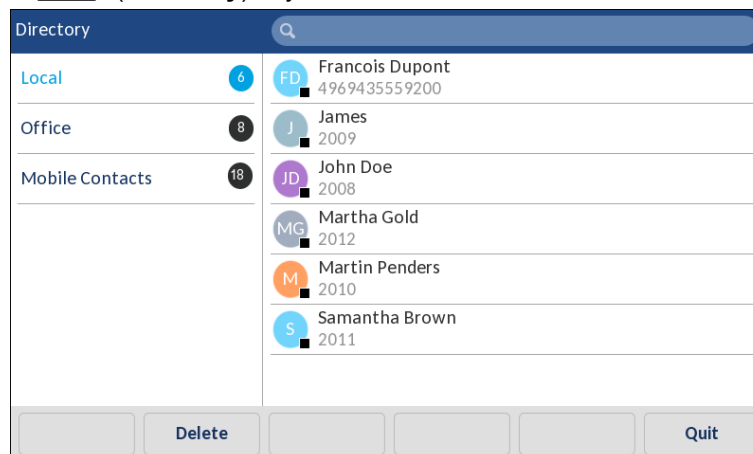 Directory
Local 6
Office 8
Mobile Contacts 18
FD Francois Dupont
4969435559200
J James
2009
JD John Doe
2008
MG Martha Gold
2012
M Martin Penders
2010
S Samantha Brown
2011
Delete Quit